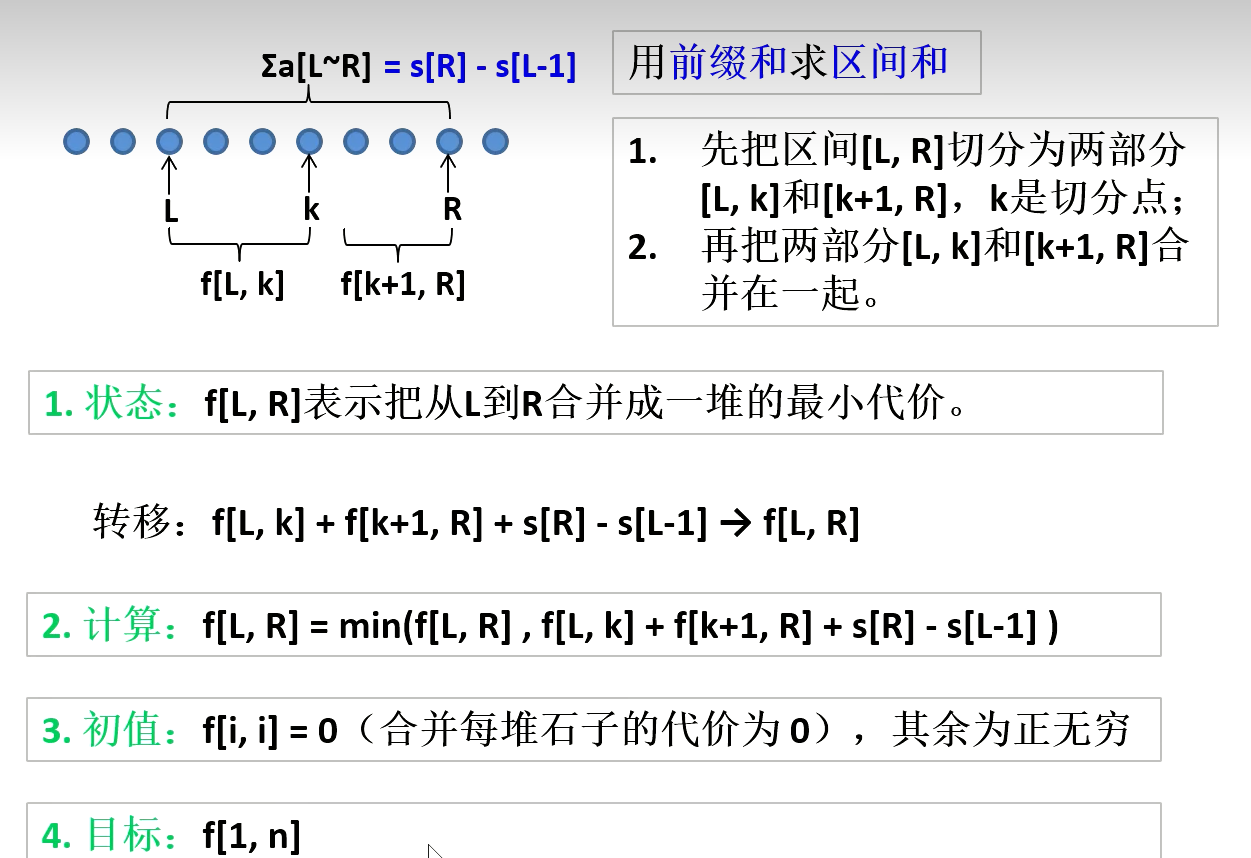 Σa[L~R] = s[R] - s[L-1]
用前缀和求区间和
L
k
R
f[L, k]
f[k+1, R]
1. 先把区间[L, R]切分为两部分
[L, k]和[k+1, R]，k是切分点；
2. 再把两部分[L, k]和[k+1, R]合
并在一起。
1. 状态：f[L, R]表示把从L到R合并成一堆的最小代价。
转移：f[L, k] + f[k+1, R] + s[R] - s[L-1] → f[L, R]
2. 计算：f[L, R] = min(f[L, R] , f[L, k] + f[k+1, R] + s[R] - s[L-1] )
3. 初值：f[i, i] = 0（合并每堆石子的代价为 0），其余为正无穷
4. 目标：f[1, n]